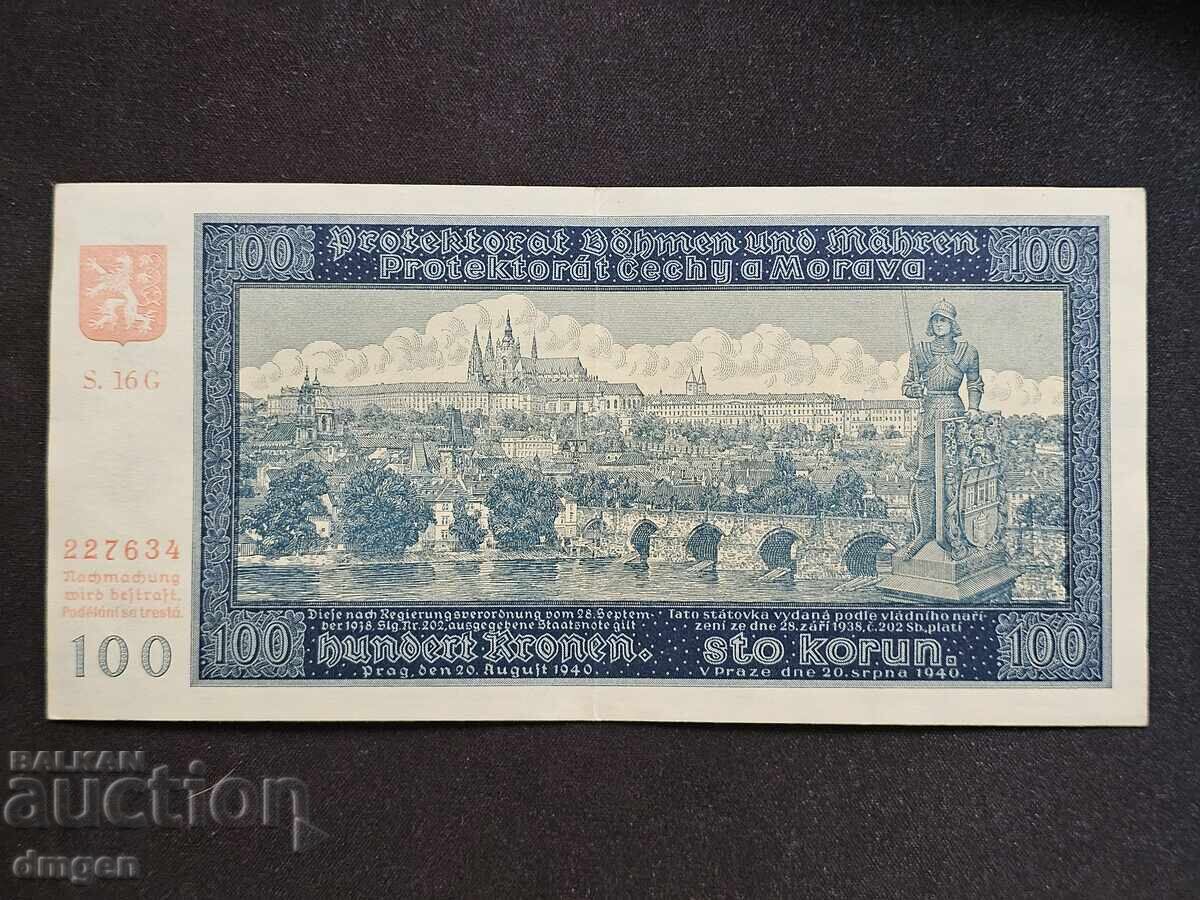 100
Protektorat Böhmen und Mähren
Protektorát Čechy a Morava
100
S. 16 G
227634
Nachmachung
wird bestraft.
Padělání se trestá.
100
Diese nach Regierungsverordnung vom 28. Septem-
ber 1938, Slg. Nr. 202, ausgegebene Staatsnote gilt
hundert Kronen.
Prag, den 20. August 1940.
Tato státovka vydaná podle vládního naří-
zení ze dne 28. září 1938, č. 202 Sb. platí
sto korun.
V Praze dne 20. srpna 1940.
100
100
BALKAN
auction
dmgen